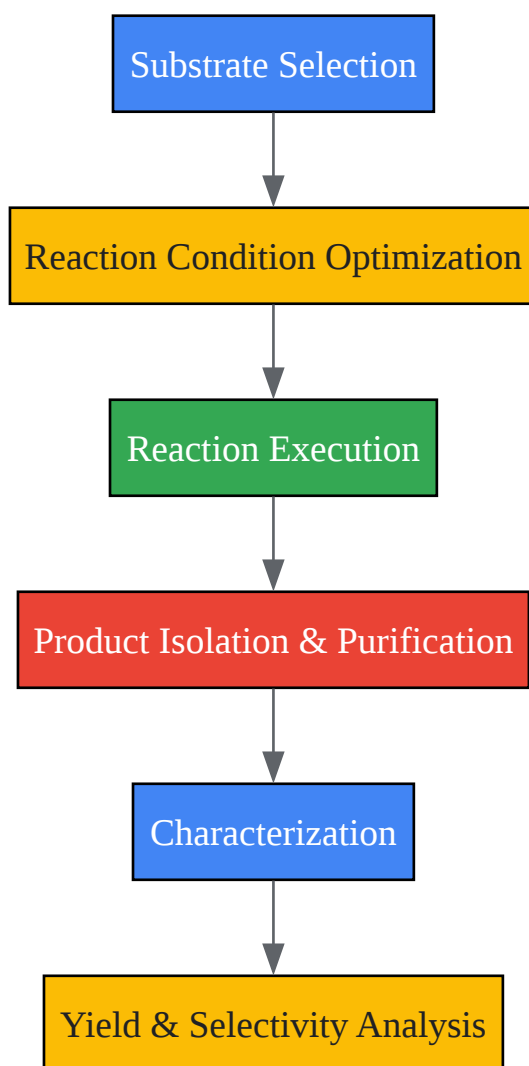 Substrate Selection
Reaction Condition Optimization
Reaction Execution
Product Isolation & Purification
Characterization
Yield & Selectivity Analysis